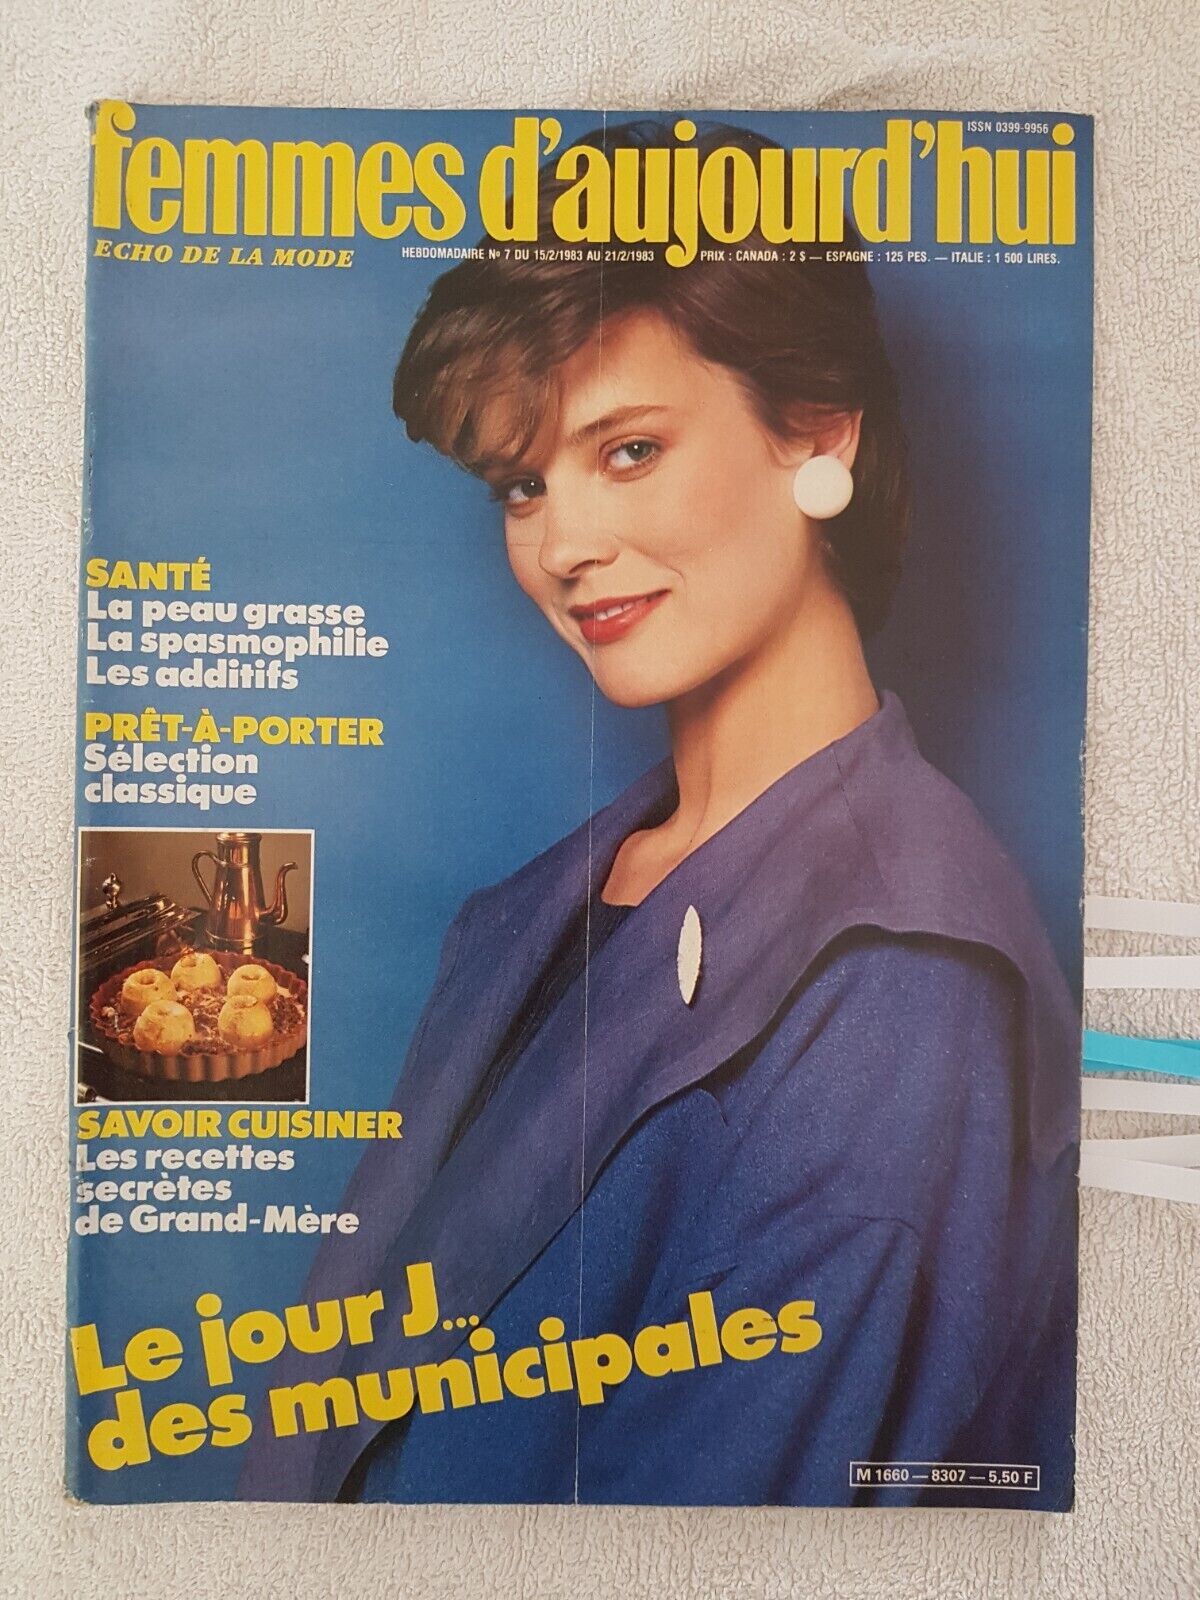 ISSN 0399-9956
femmes d'aujourd'hui
ECHO DE LA MODE
HEBDOMADAIRE Nº 7 DU 15/2/1983 AU 21/2/1983
PRIX : CANADA : 2 $ — ESPAGNE : 125 PES. — ITALIE : 1 500 LIRES.
SANTÉ
La peau grasse
La spasmophilie
Les additifs
PRÊT-À-PORTER
Sélection
classique
SAVOIR CUISINER
Les recettes
secrètes
de Grand-Mère
Le jour J...
des municipales
M 1660 — 8307 — 5,50 F